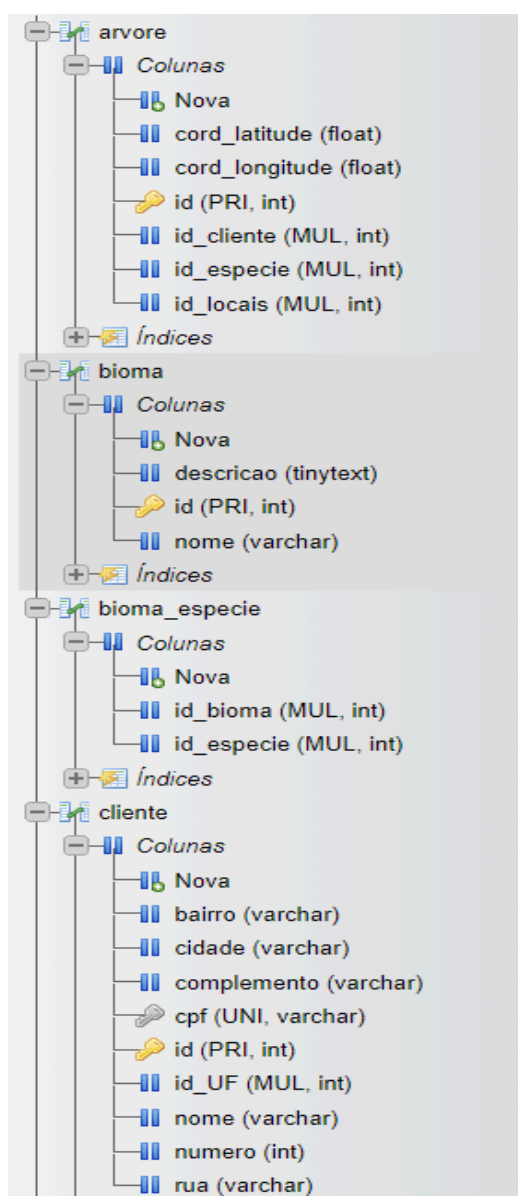 arvore
Colunas
Nova
cord_latitude (float)
cord_longitude (float)
id (PRI, int)
id_cliente (MUL, int)
id_especie (MUL, int)
id_locais (MUL, int)
Índices
bioma
Colunas
Nova
descricao (tinytext)
id (PRI, int)
nome (varchar)
Índices
bioma_especie
Colunas
Nova
id_bioma (MUL, int)
id_especie (MUL, int)
Índices
cliente
Colunas
Nova
bairro (varchar)
cidade (varchar)
complemento (varchar)
cpf (UNI, varchar)
id (PRI, int)
id_UF (MUL, int)
nome (varchar)
numero (int)
rua (varchar)